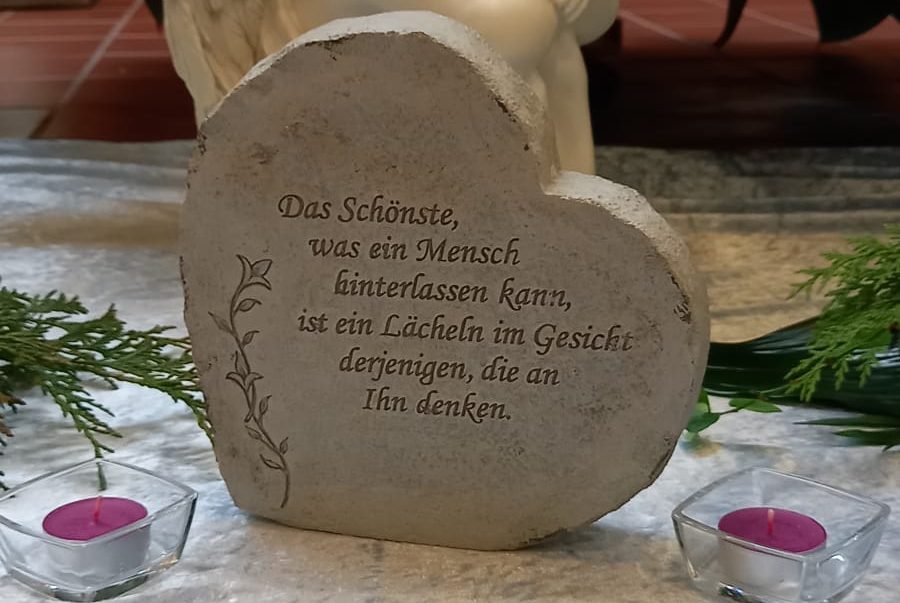 Das Schönste,
was ein Mensch
hinterlassen kann,
ist ein Lächeln im Gesicht
derjenigen, die an
Ihn denken.